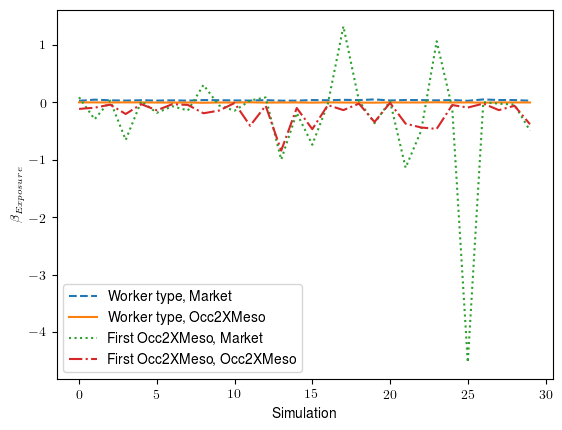 1
0
−1
−2
−3
−4
β_Exposure
Worker type, Market
Worker type, Occ2XMeso
First Occ2XMeso, Market
First Occ2XMeso, Occ2XMeso
0 5 10 15 20 25 30
Simulation